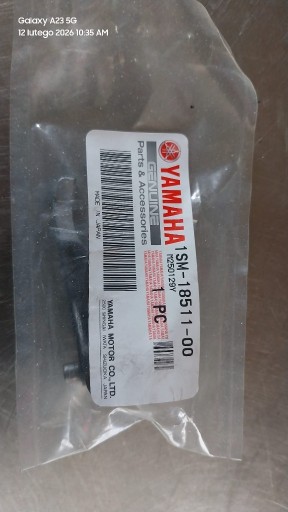 Galaxy A23 5G
12 lutego 2026 10:35 AM
YAMAHA
GENUINE
Parts & Accessories
1SM-18511-00
M250129Y
1 PC
MADE IN JAPAN
YAMAHA MOTOR CO., LTD.